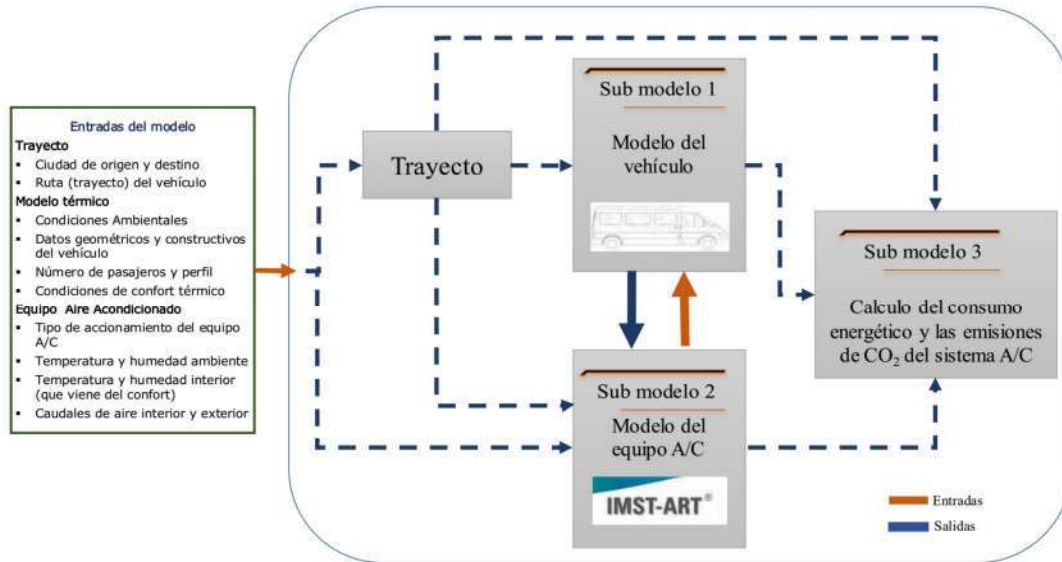 Entradas del modelo
Trayecto
▪ Ciudad de origen y destino
▪ Ruta (trayecto) del vehículo
Modelo térmico
▪ Condiciones Ambientales
▪ Datos geométricos y constructivos
del vehículo
▪ Número de pasajeros y perfil
▪ Condiciones de confort térmico
Equipo Aire Acondicionado
▪ Tipo de accionamiento del equipo
A/C
▪ Temperatura y humedad ambiente
▪ Temperatura y humedad interior
(que viene del confort)
▪ Caudales de aire interior y exterior
Trayecto
Sub modelo 1
Modelo del
vehículo
Sub modelo 2
Modelo del
equipo A/C
IMST-ART®
Sub modelo 3
Calculo del consumo
energético y las emisiones
de CO2 del sistema A/C
Entradas
Salidas